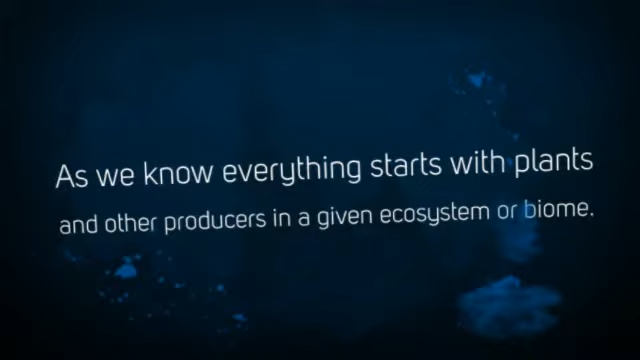 As we know everything starts with plants
and other producers in a given ecosystem or biome.